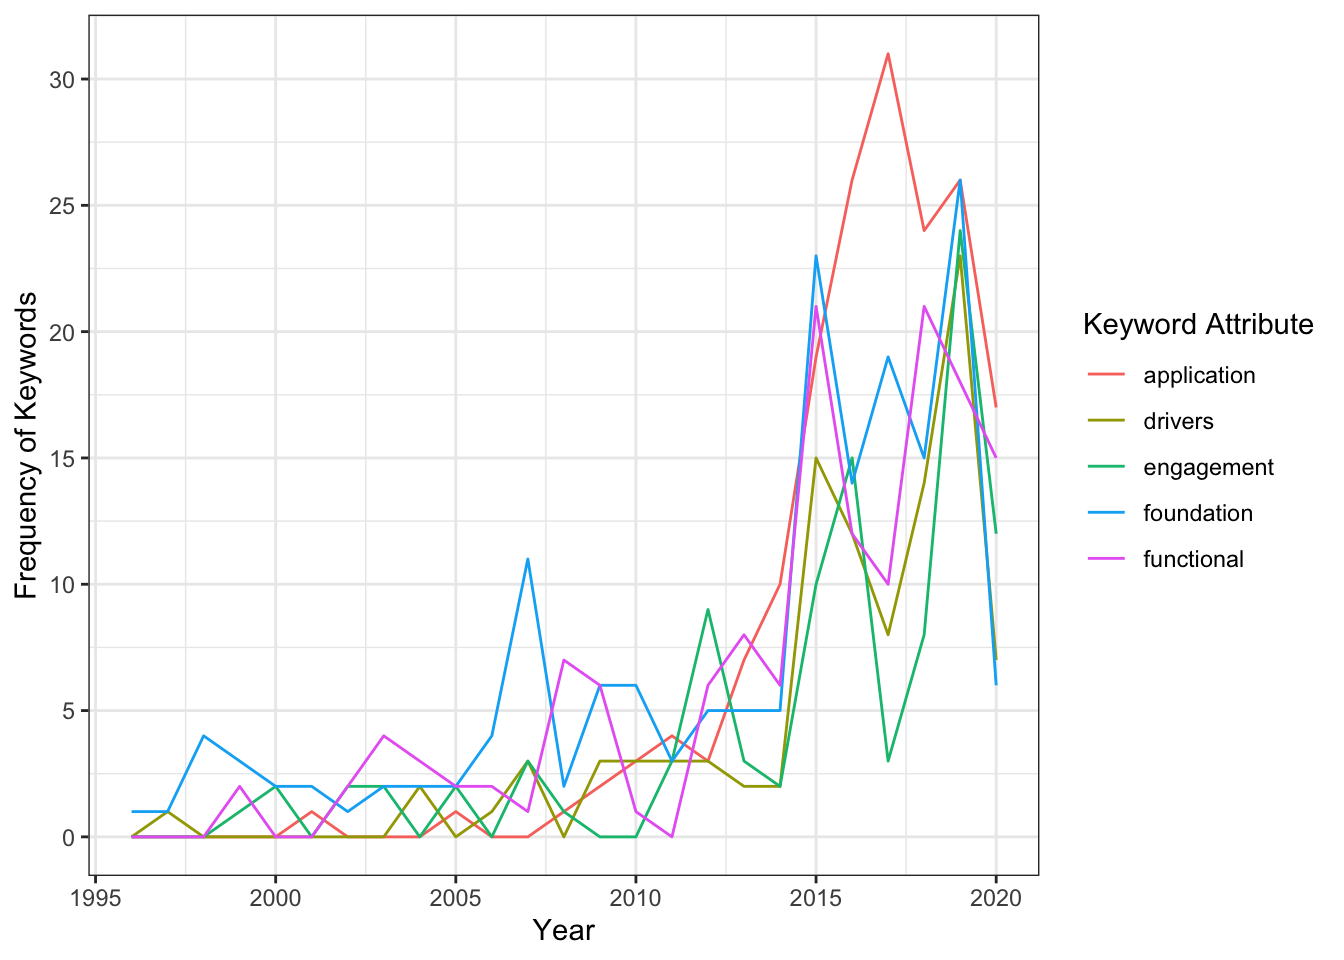 30
25
20
15
10
5
0
Frequency of Keywords
1995
2000
2005
2010
2015
2020
Year
Keyword Attribute
application
drivers
engagement
foundation
functional